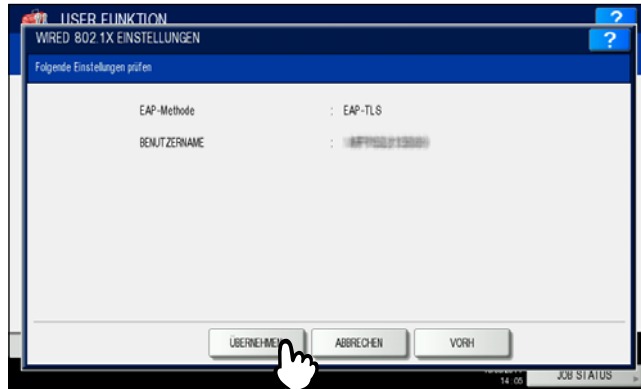 USER FUNKTION
?
WIRED 802.1X EINSTELLUNGEN
?
Folgende Einstellungen prüfen
EAP-Methode : EAP-TLS
BENUTZERNAME :
ÜBERNEHMEN ABBRECHEN VORH
14:05 JOB STATUS